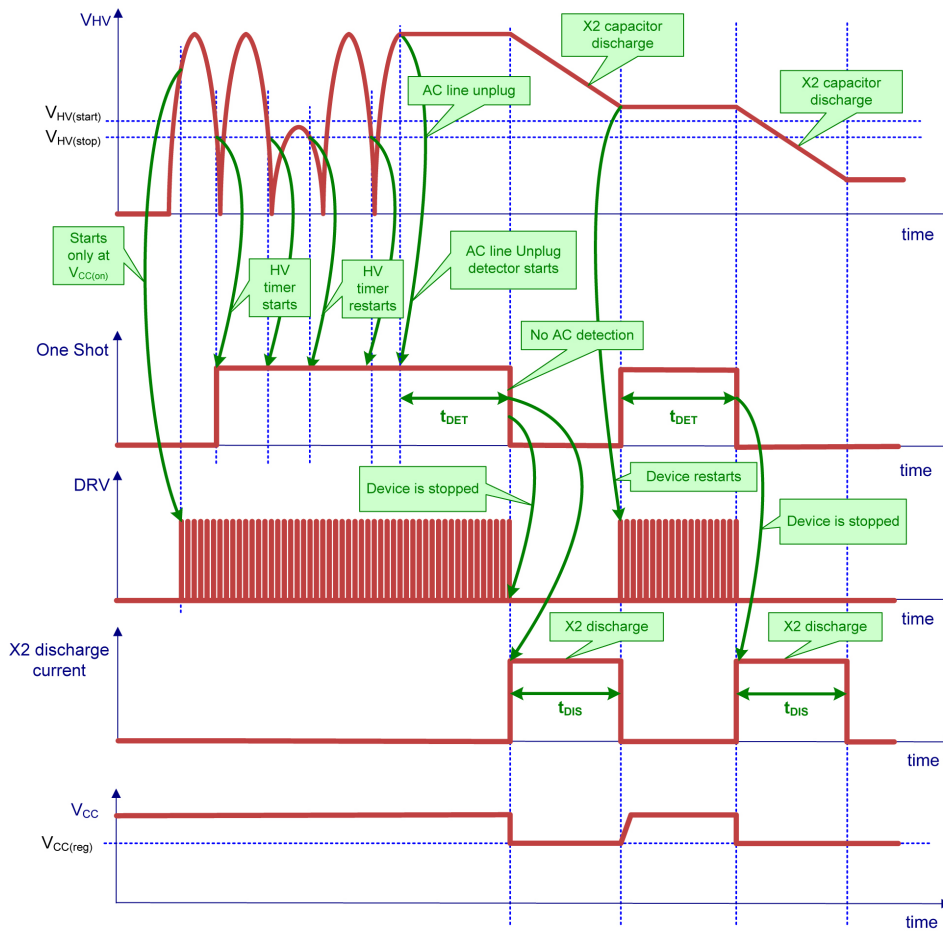 VHV
X2 capacitor
discharge
AC line unplug
X2 capacitor
discharge
VHV(start)
VHV(stop)
time
Starts
only at
VCC(on)
HV
timer
starts
HV
timer
restarts
AC line Unplug
detector starts
No AC detection
One Shot
tDET
tDET
time
DRV
Device is stopped
Device restarts
Device is stopped
time
X2 discharge
X2 discharge
X2 discharge
current
tDIS
tDIS
time
VCC
VCC(reg)
time